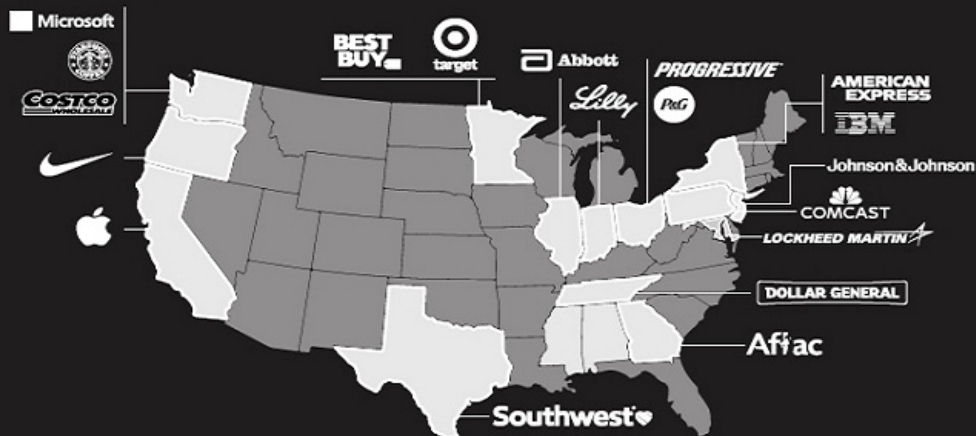 Microsoft
STARBUCKS
COFFEE
COSTCO
WHOLESALE
BEST
BUY
target
Abbott
Lilly
PROGRESSIVE
P&G
AMERICAN
EXPRESS
IBM
Johnson&Johnson
COMCAST
LOCKHEED MARTIN
DOLLAR GENERAL
Aflac
Southwest